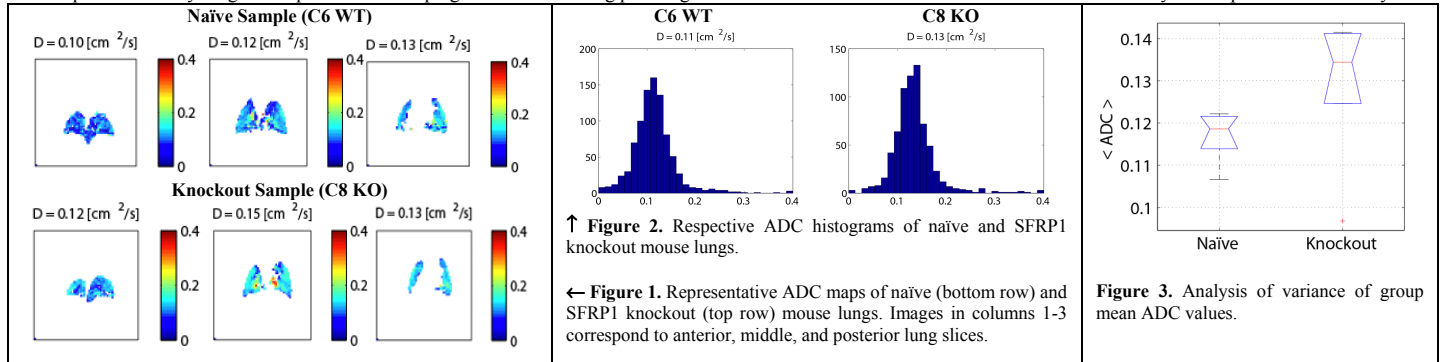 Naïve Sample (C6 WT)
D = 0.10 [cm ²/s]
D = 0.12 [cm ²/s]
D = 0.13 [cm ²/s]
0.4
0.2
0
0.4
0.2
0
0.4
0.2
0
Knockout Sample (C8 KO)
D = 0.12 [cm ²/s]
D = 0.15 [cm ²/s]
D = 0.13 [cm ²/s]
0.4
0.2
0
0.4
0.2
0
0.4
0.2
0
C6 WT
D = 0.11 [cm ²/s]
200
150
100
50
0
0 0.1 0.2 0.3 0.4
C8 KO
D = 0.13 [cm ²/s]
150
100
50
0
0 0.1 0.2 0.3 0.4
↑ Figure 2. Respective ADC histograms of naïve and SFRP1
knockout mouse lungs.
← Figure 1. Representative ADC maps of naïve (bottom row) and
SFRP1 knockout (top row) mouse lungs. Images in columns 1-3
correspond to anterior, middle, and posterior lung slices.
0.14
0.13
0.12
0.11
0.1
< ADC >
Naïve Knockout
Figure 3. Analysis of variance of group
mean ADC values.